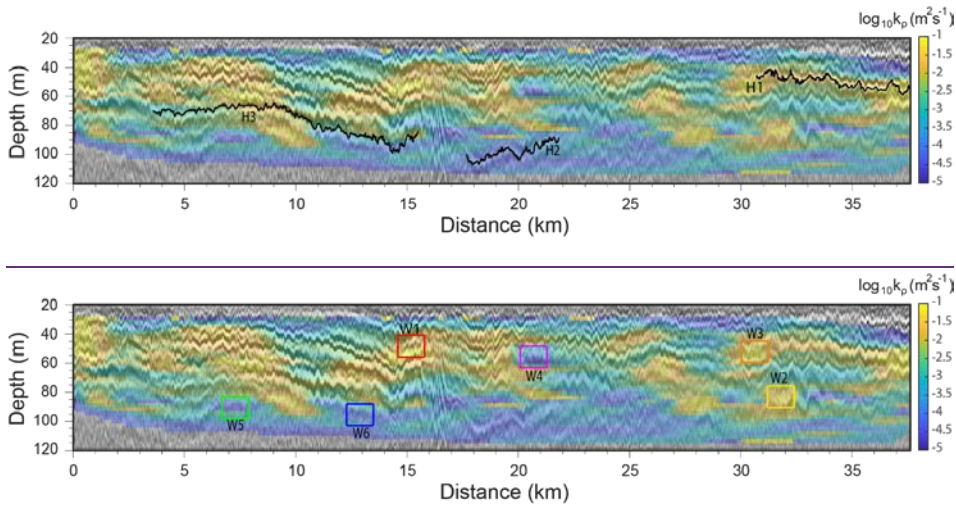 log₁₀kₚ (m²s⁻¹)
20
40
60
80
100
120
Depth (m)
H1
H3
H2
-1
-1.5
-2
-2.5
-3
-3.5
-4
-4.5
-5
0 5 10 15 20 25 30 35
Distance (km)
log₁₀kₚ (m²s⁻¹)
20
40
60
80
100
120
Depth (m)
W1
W3
W4
W2
W5
W6
-1
-1.5
-2
-2.5
-3
-3.5
-4
-4.5
-5
0 5 10 15 20 25 30 35
Distance (km)